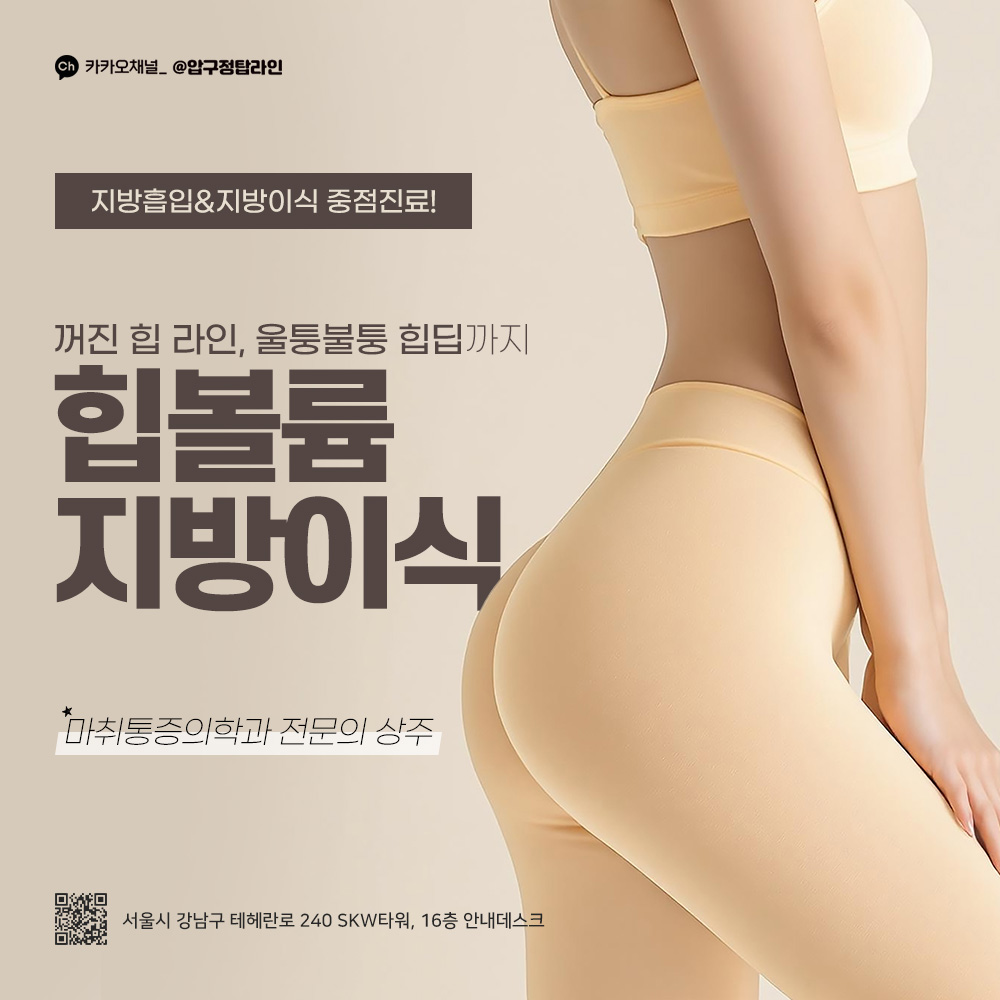 Ch 카카오채널_ @압구정탑라인
지방흡입&지방이식 중점진료!
꺼진 힙 라인, 울퉁불퉁 힙딥까지
힙볼륨
지방이식
마취통증의학과 전문의 상주
서울시 강남구 테헤란로 240 SKW타워, 16층 안내데스크